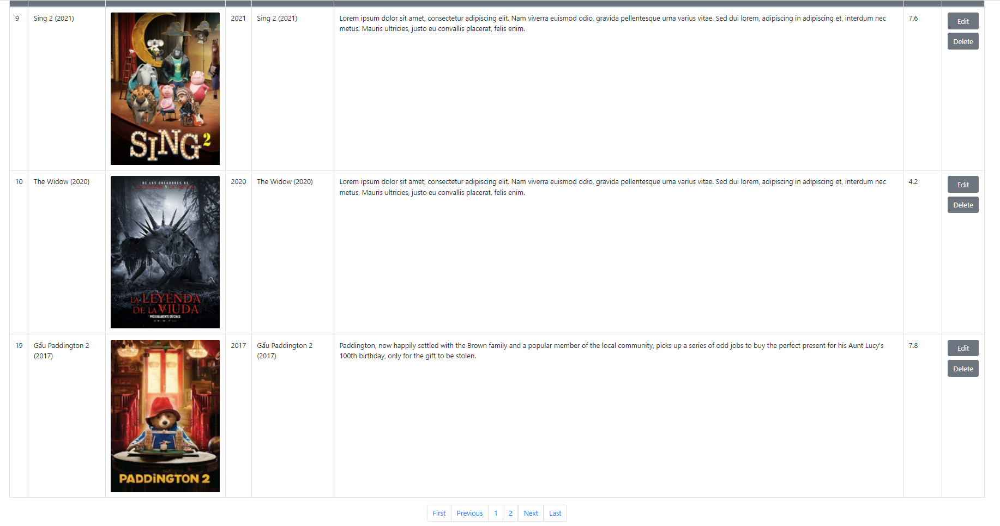 9
Sing 2 (2021)
SING 2
2021
Sing 2 (2021)
Lorem ipsum dolor sit amet, consectetur adipiscing elit. Nam viverra euismod odio, gravida pellentesque urna varius vitae. Sed dui lorem, adipiscing in adipiscing et, interdum nec
metus. Mauris ultricies, justo eu convallis placerat, felis enim.
7.6
Edit
Delete
10
The Widow (2020)
DE LOS CREADORES DE
LA SIRENA Y LA NOVIA
LA LEYENDA
DE LA VIUDA
PRÓXIMAMENTE EN CINES
2020
The Widow (2020)
Lorem ipsum dolor sit amet, consectetur adipiscing elit. Nam viverra euismod odio, gravida pellentesque urna varius vitae. Sed dui lorem, adipiscing in adipiscing et, interdum nec
metus. Mauris ultricies, justo eu convallis placerat, felis enim.
4.2
Edit
Delete
19
Gấu Paddington 2
(2017)
PADDINGTON 2
2017
Gấu Paddington 2
(2017)
Paddington, now happily settled with the Brown family and a popular member of the local community, picks up a series of odd jobs to buy the perfect present for his Aunt Lucy's
100th birthday, only for the gift to be stolen.
7.8
Edit
Delete
First Previous 1 2 Next Last